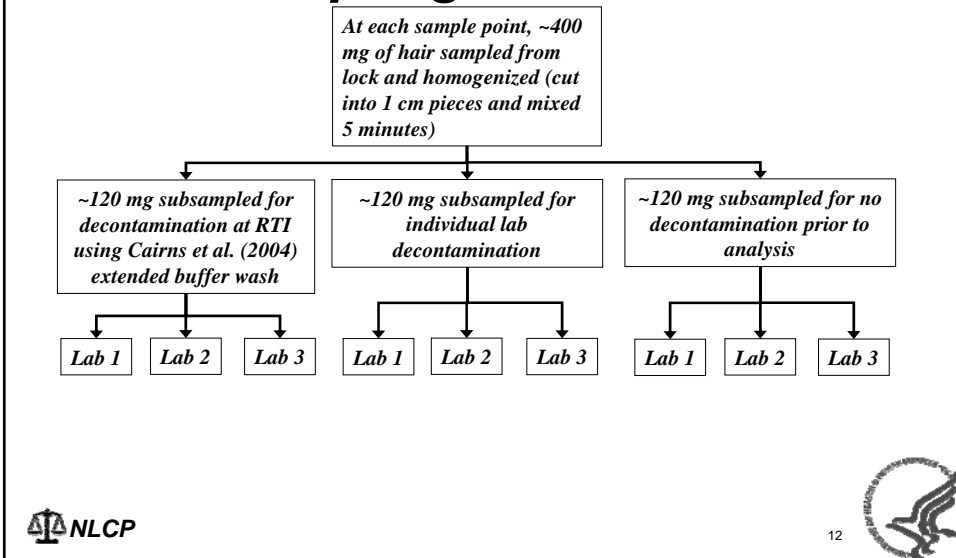 At each sample point, ~400
mg of hair sampled from
lock and homogenized (cut
into 1 cm pieces and mixed
5 minutes)
~120 mg subsampled for
decontamination at RTI
using Cairns et al. (2004)
extended buffer wash
~120 mg subsampled for
individual lab
decontamination
~120 mg subsampled for no
decontamination prior to
analysis
Lab 1
Lab 2
Lab 3
Lab 1
Lab 2
Lab 3
Lab 1
Lab 2
Lab 3
NLCP
12